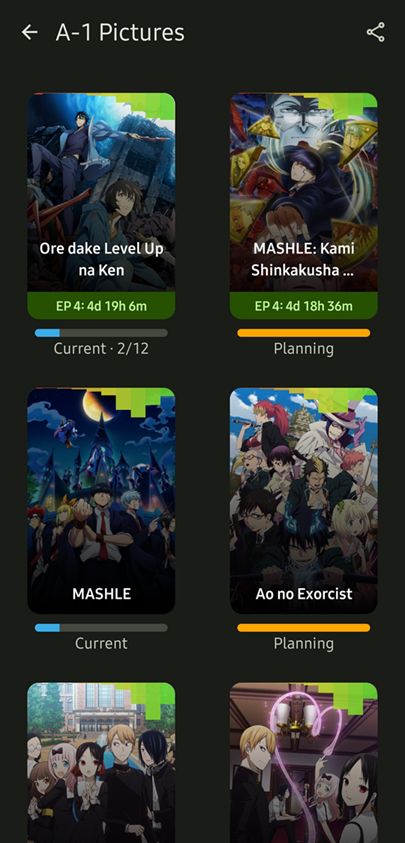 A-1 Pictures
Ore dake Level Up
na Ken
EP 4: 4d 19h 6m
Current · 2/12
MASHLE: Kami
Shinkakusha ...
EP 4: 4d 18h 36m
Planning
MASHLE
Current
Ao no Exorcist
Planning